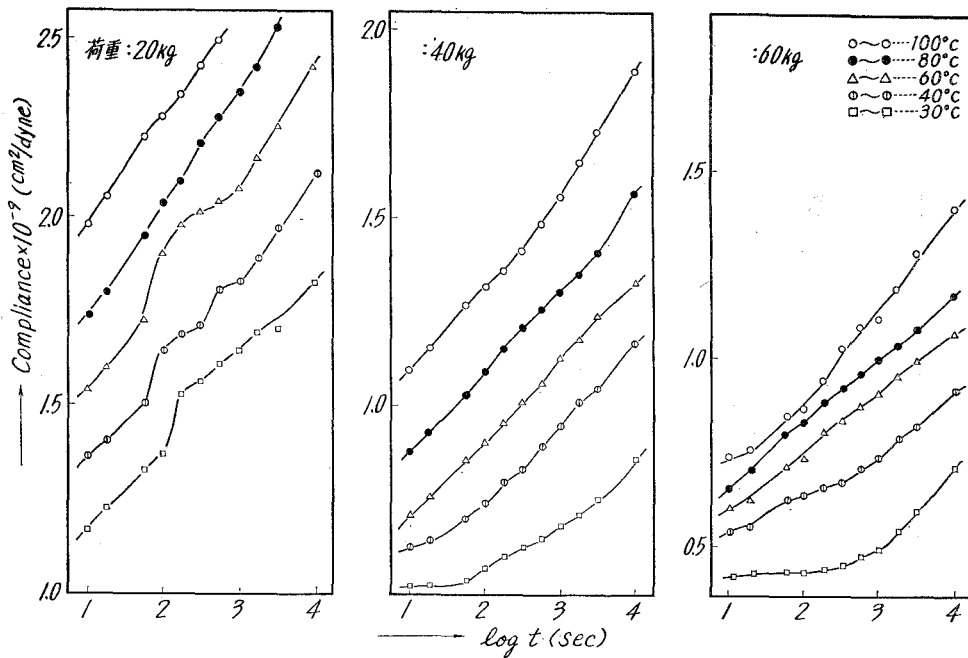 荷重:20kg
:40kg
:60kg
100°C
80°C
60°C
40°C
30°C
Compliance×10⁻⁹ (cm²/dyne)
2.5
2.0
1.5
1.0
2.0
1.5
1.0
1.5
1.0
0.5
1 2 3 4
1 2 3 4
1 2 3 4
log t (sec)